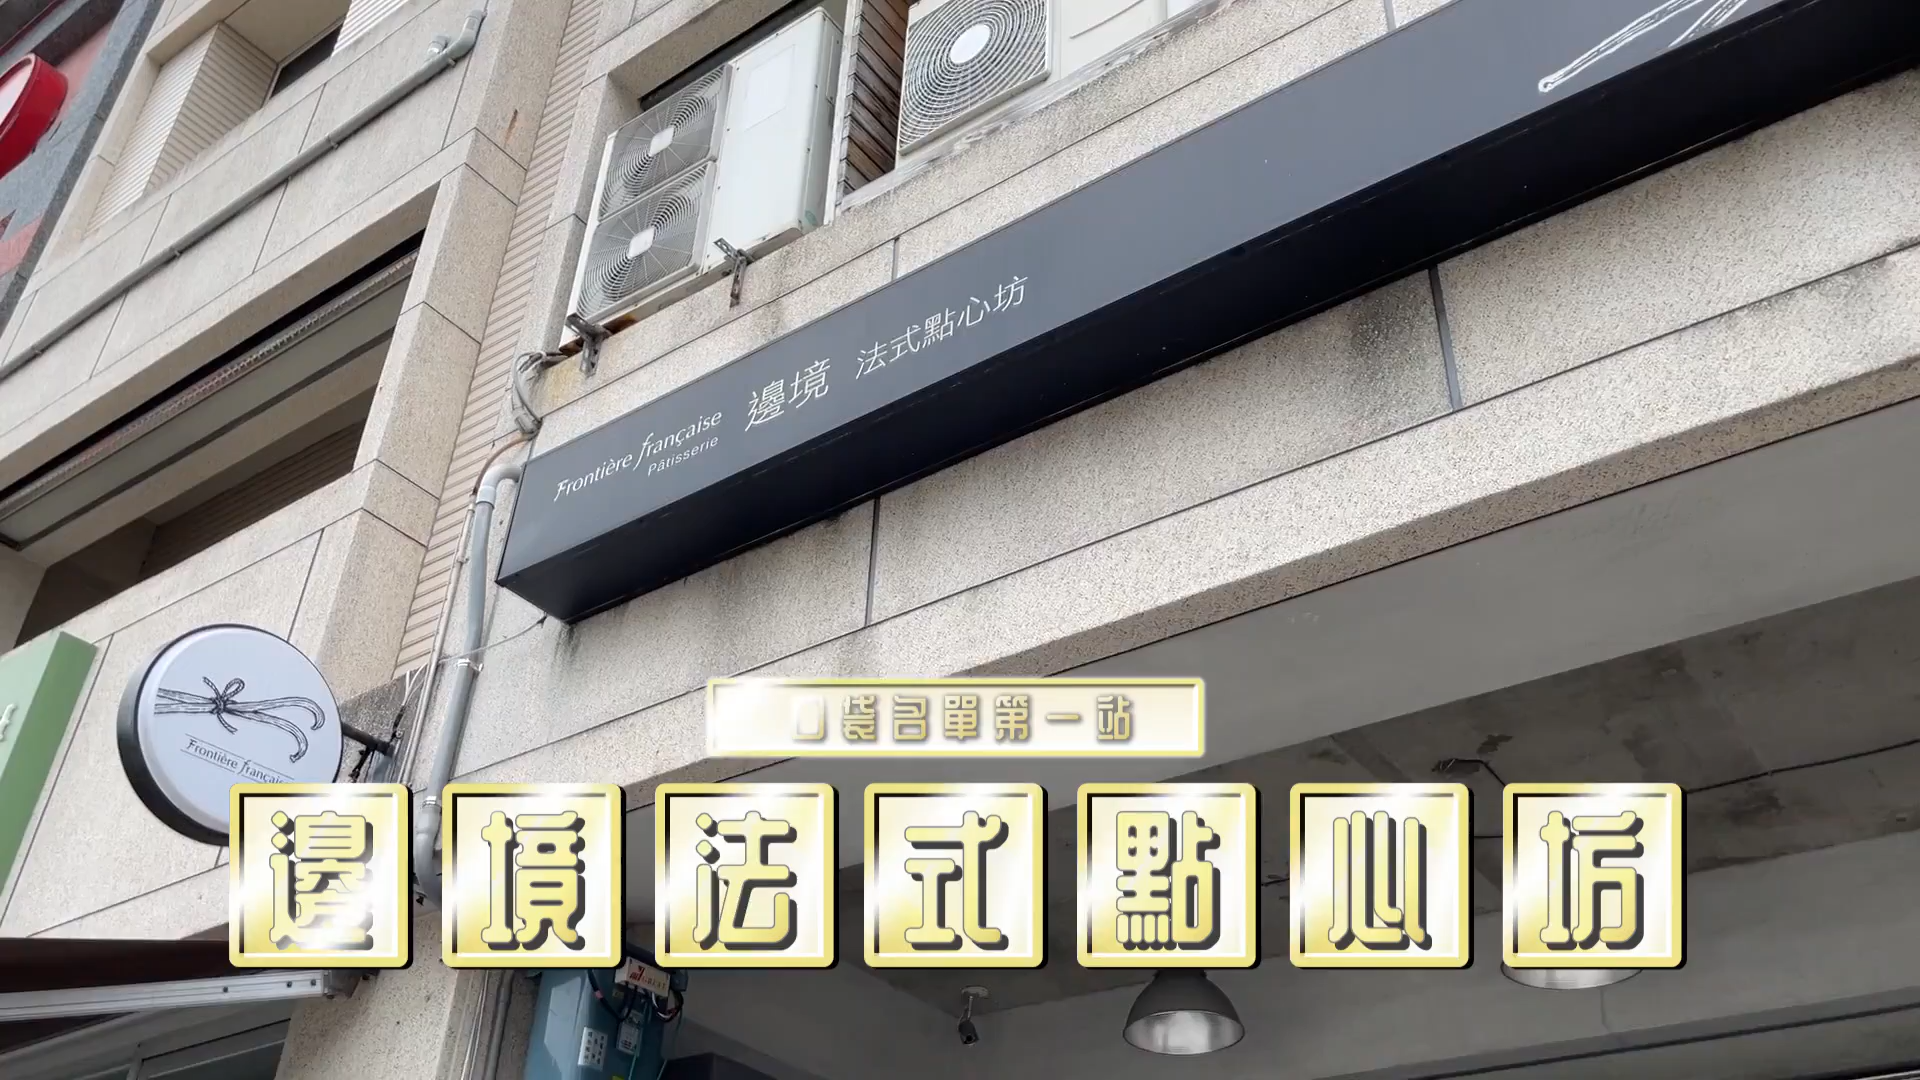 Frontière française
Pâtisserie
邊境 法式點心坊
Frontière
口袋名單第一站
邊境法式點心坊